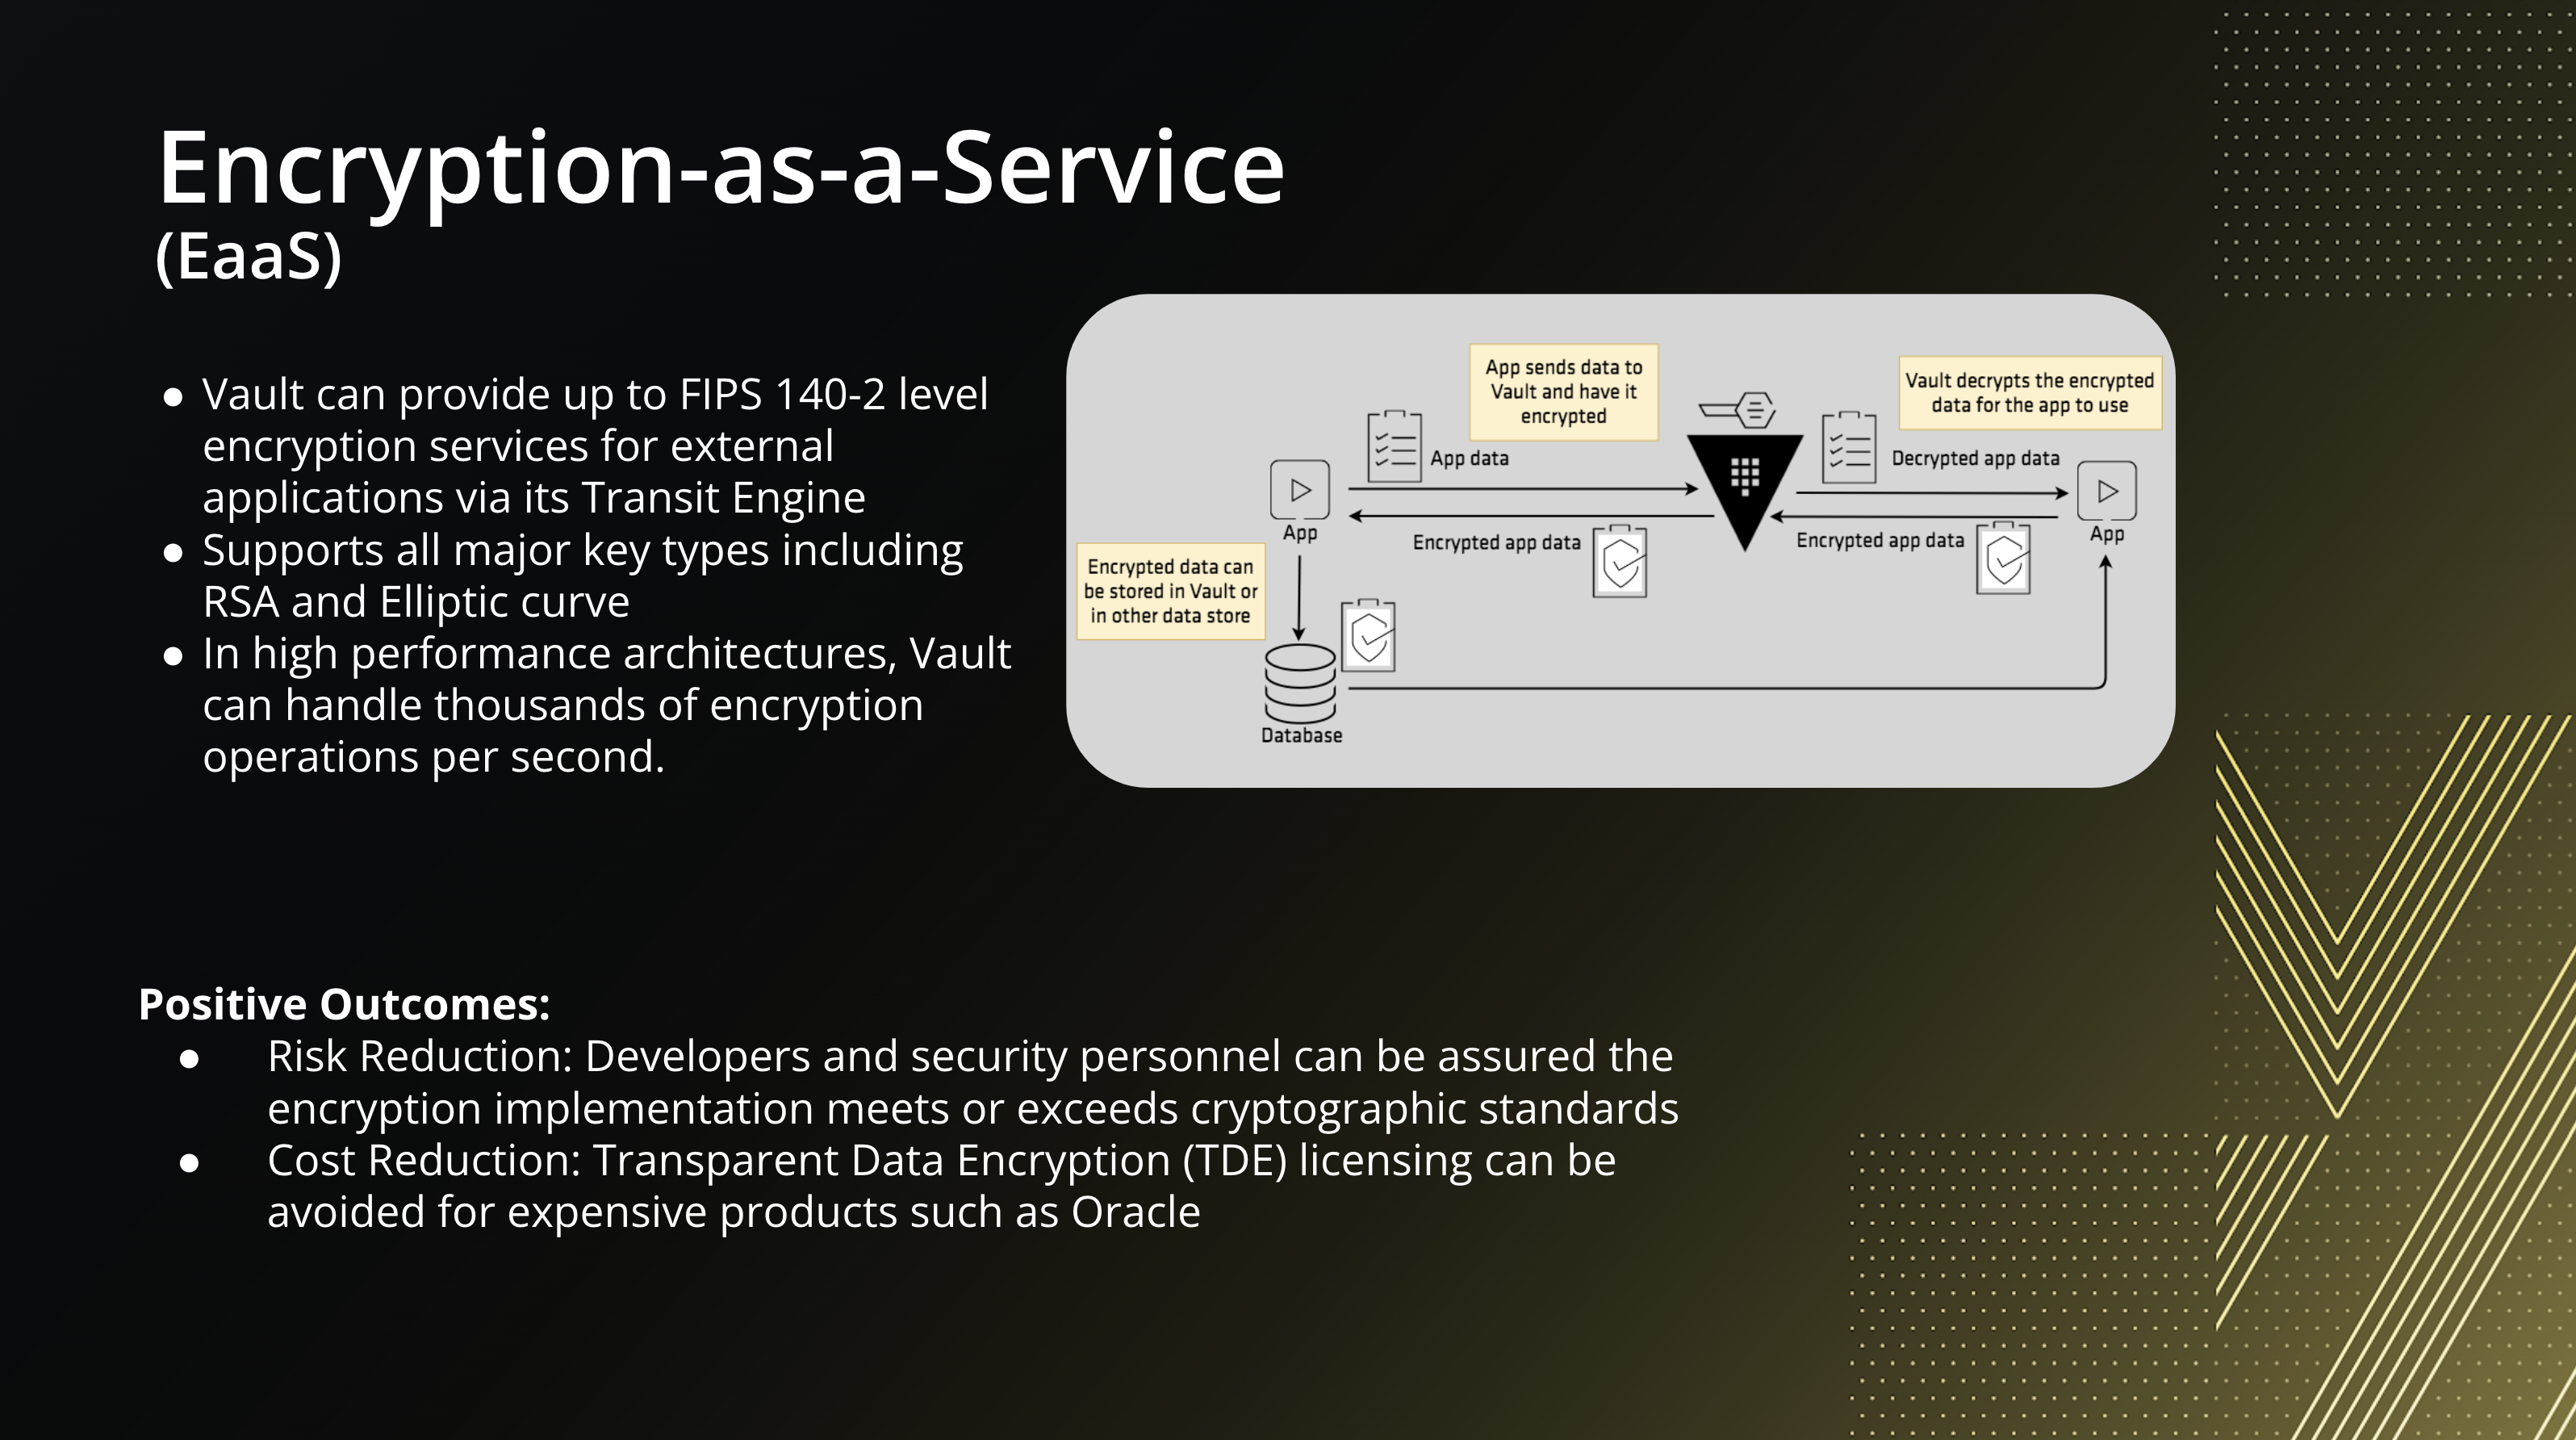 Encryption-as-a-Service
(EaaS)
● Vault can provide up to FIPS 140-2 level
encryption services for external
applications via its Transit Engine
● Supports all major key types including
RSA and Elliptic curve
● In high performance architectures, Vault
can handle thousands of encryption
operations per second.
App sends data to
Vault and have it
encrypted
Vault decrypts the encrypted
data for the app to use
App data
Decrypted app data
App
Encrypted app data
Encrypted app data
App
Encrypted data can
be stored in Vault or
in other data store
Database
Positive Outcomes:
● Risk Reduction: Developers and security personnel can be assured the
encryption implementation meets or exceeds cryptographic standards
● Cost Reduction: Transparent Data Encryption (TDE) licensing can be
avoided for expensive products such as Oracle